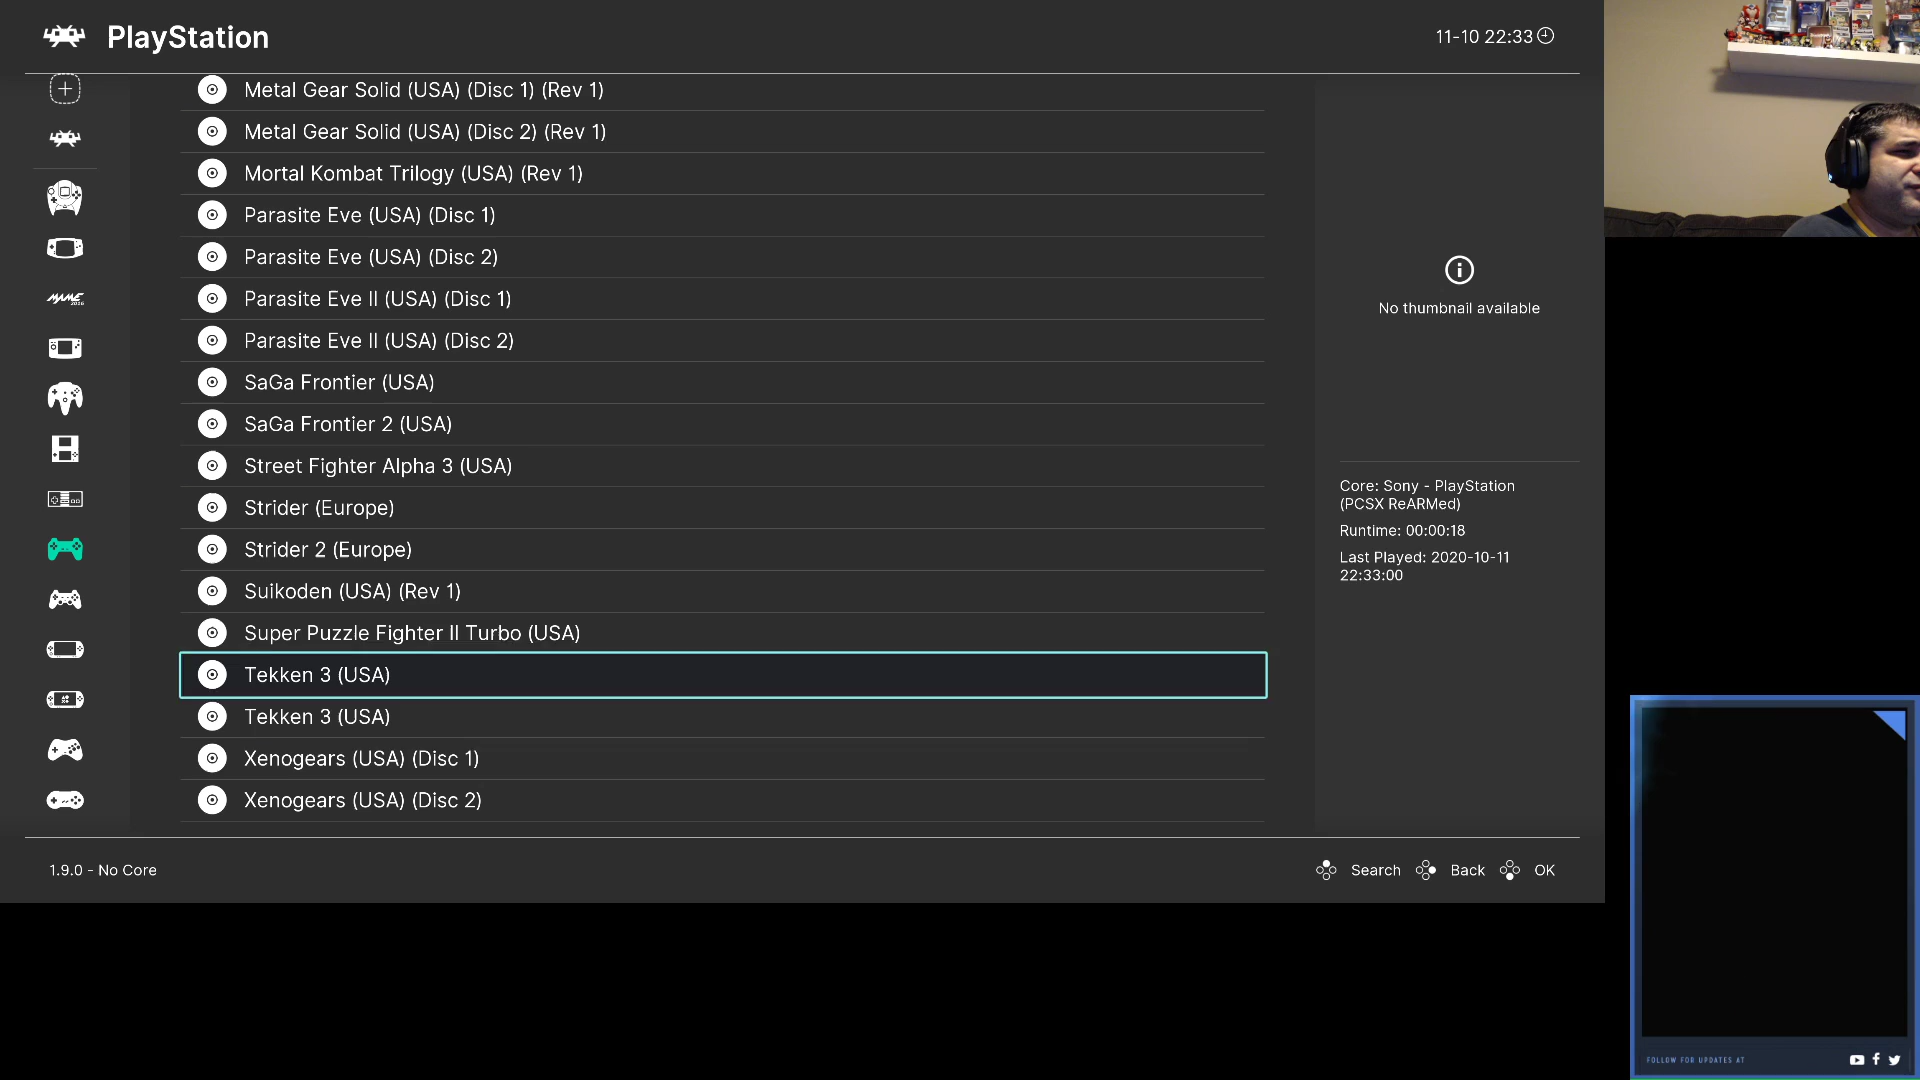 PlayStation
11-10 22:33
Metal Gear Solid (USA) (Disc 1) (Rev 1)
Metal Gear Solid (USA) (Disc 2) (Rev 1)
Mortal Kombat Trilogy (USA) (Rev 1)
Parasite Eve (USA) (Disc 1)
Parasite Eve (USA) (Disc 2)
Parasite Eve II (USA) (Disc 1)
Parasite Eve II (USA) (Disc 2)
SaGa Frontier (USA)
SaGa Frontier 2 (USA)
Street Fighter Alpha 3 (USA)
Strider (Europe)
Strider 2 (Europe)
Suikoden (USA) (Rev 1)
Super Puzzle Fighter II Turbo (USA)
Tekken 3 (USA)
Tekken 3 (USA)
Xenogears (USA) (Disc 1)
Xenogears (USA) (Disc 2)
MAME
No thumbnail available
Core: Sony - PlayStation
(PCSX ReARMed)
Runtime: 00:00:18
Last Played: 2020-10-11
22:33:00
1.9.0 - No Core
Search Back OK
FOLLOW FOR UPDATES AT